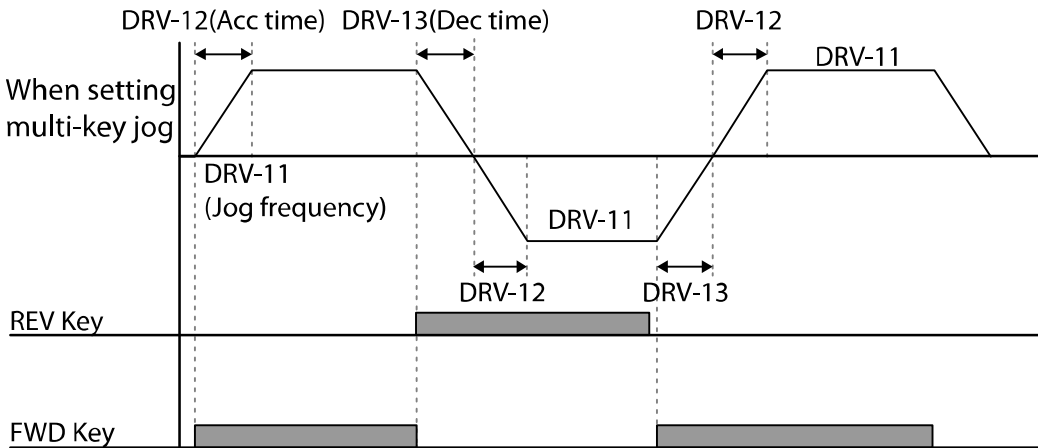 DRV-12(Acc time) DRV-13(Dec time) DRV-12
DRV-11
When setting
multi-key jog
DRV-11
(Jog frequency)
DRV-11
DRV-12
DRV-13
REV Key
FWD Key